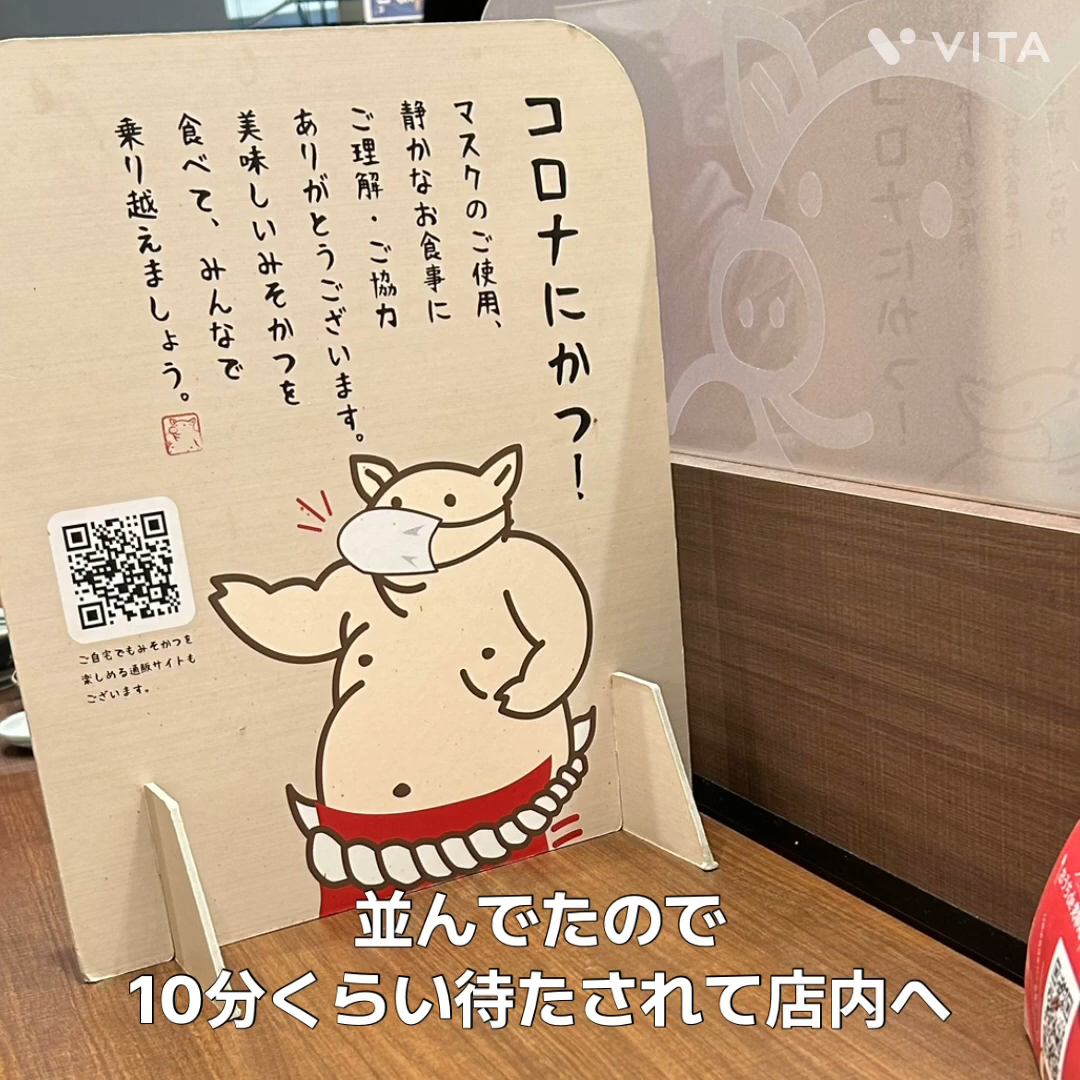 VITA
コロナにかつ！
マスクのご使用、
静かなお食事に
ご理解・ご協力
ありがとうございます。
美味しいみそかつを
食べて、みんなで
乗り越えましょう。
ご自宅でもみそかつを
楽しめる通販サイトも
ございます。
並んでたので
10分くらい待たされて店内へ